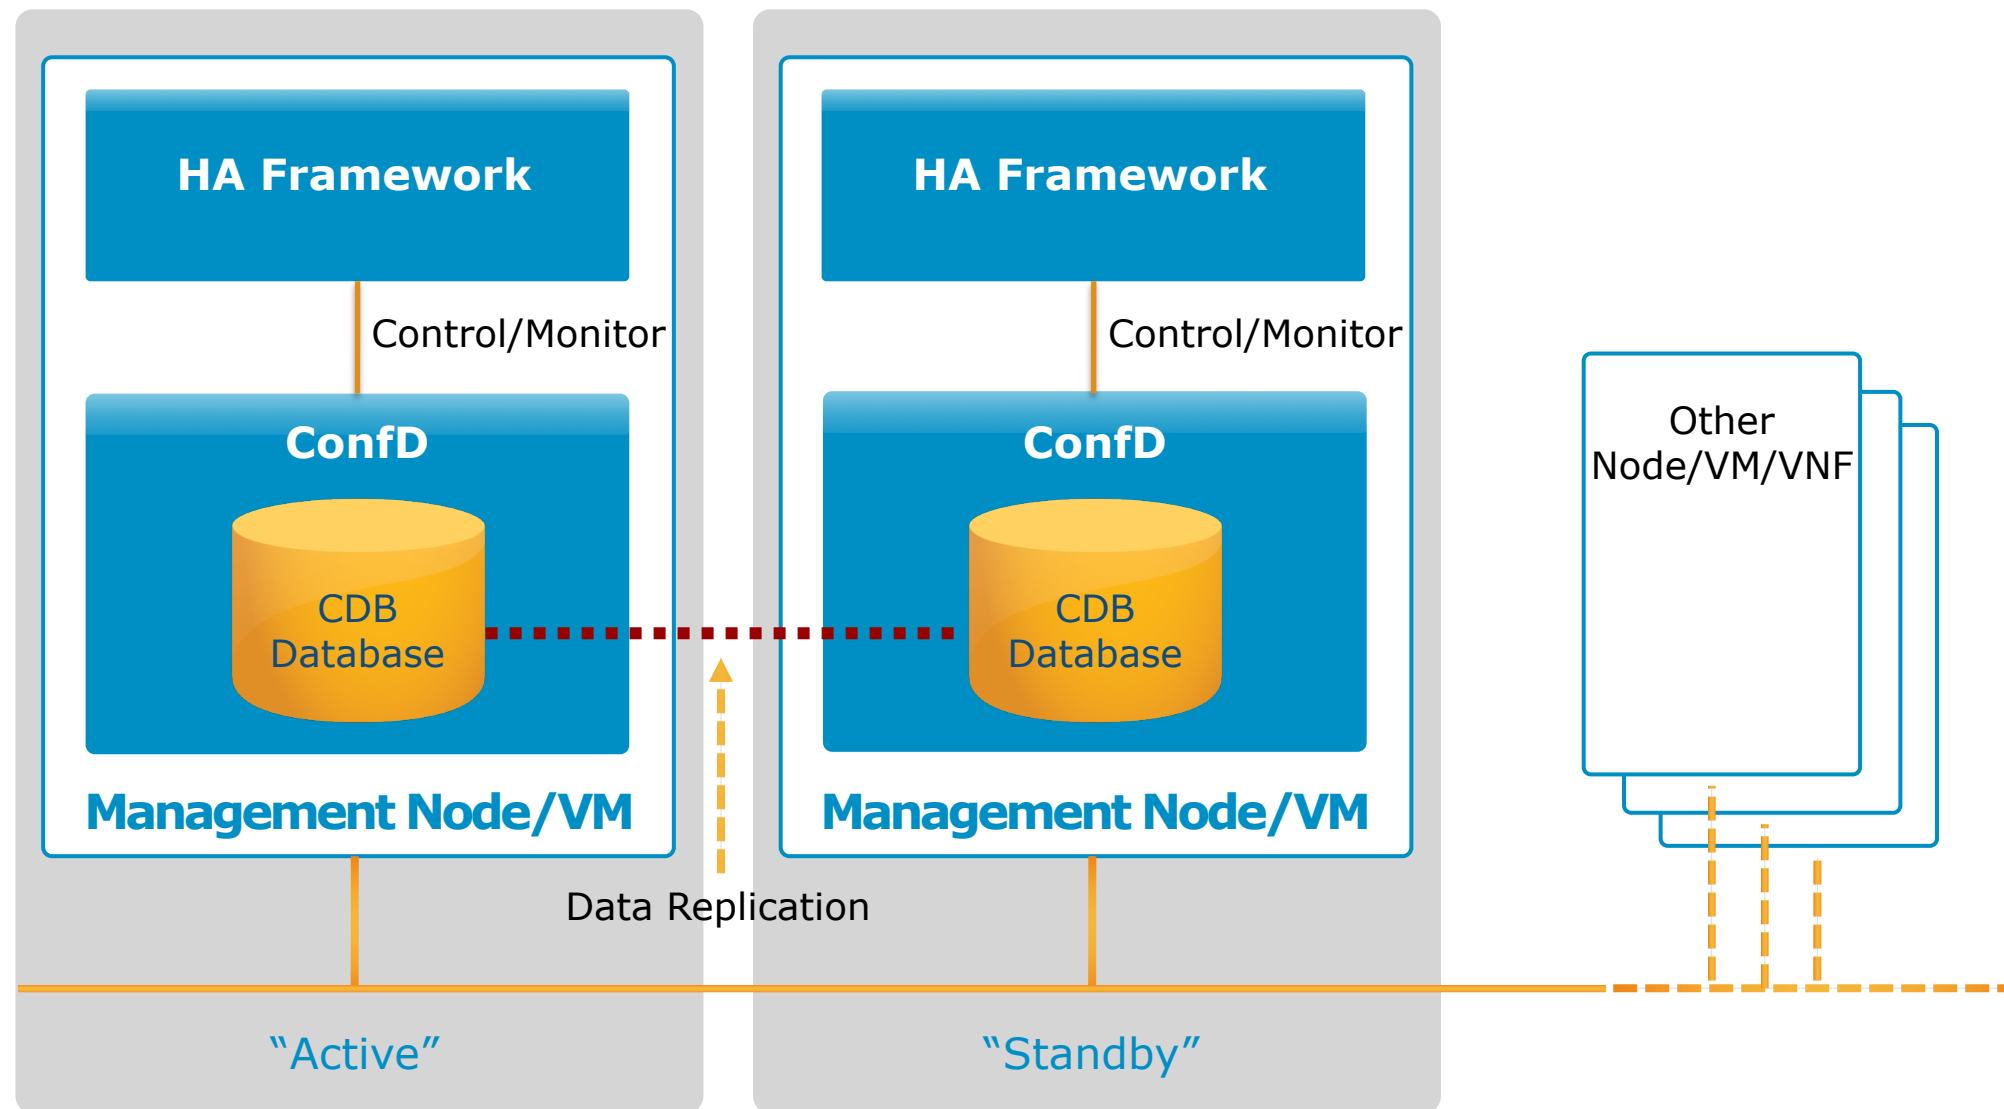 HA Framework
Control/Monitor
ConfD
CDB
Database
Management Node/VM
HA Framework
Control/Monitor
ConfD
CDB
Database
Management Node/VM
Other
Node/VM/VNF
Data Replication
“Active”
“Standby”